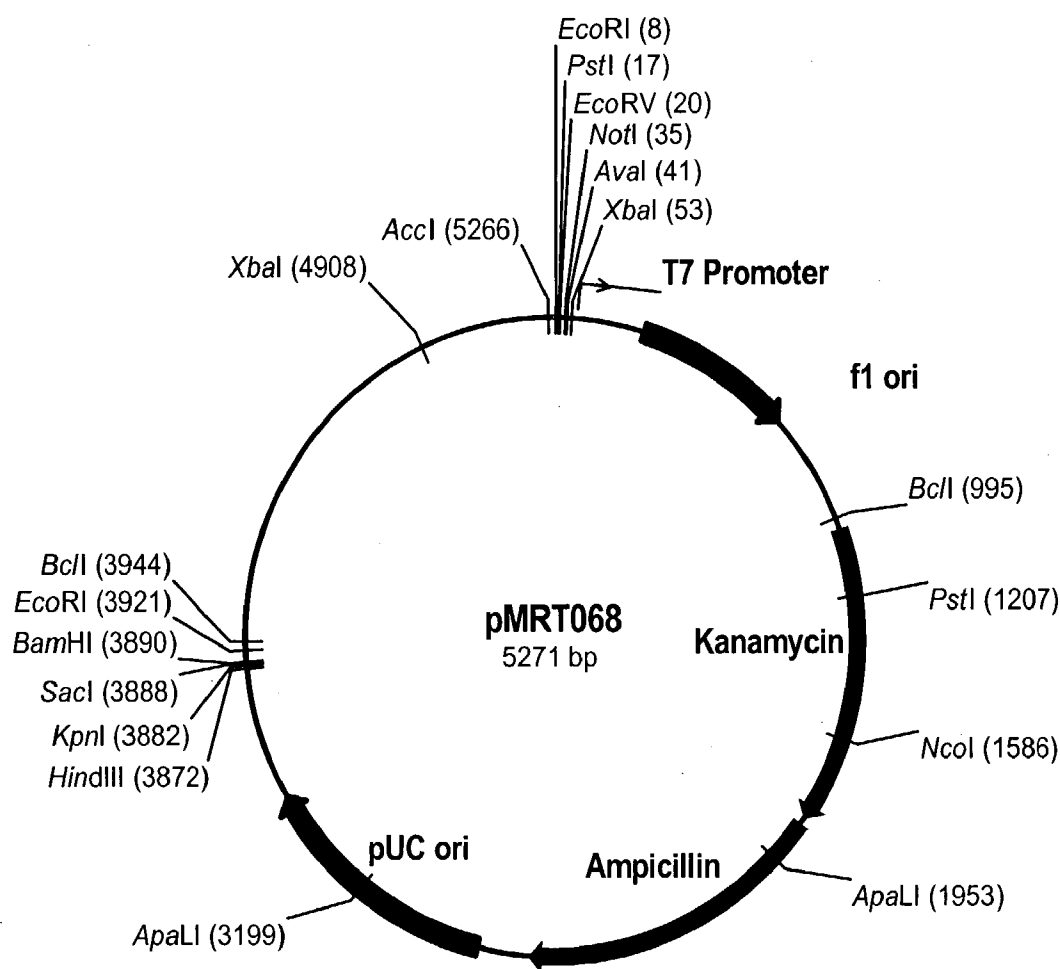 EcoRI (8)
PstI (17)
EcoRV (20)
NotI (35)
AvaI (41)
XbaI (53)
AccI (5266)
XbaI (4908)
T7 Promoter
f1 ori
BclI (995)
BclI (3944)
EcoRI (3921)
BamHI (3890)
SacI (3888)
KpnI (3882)
HindIII (3872)
pMRT068
5271 bp
PstI (1207)
Kanamycin
NcoI (1586)
pUC ori
Ampicillin
ApaLI (1953)
ApaLI (3199)